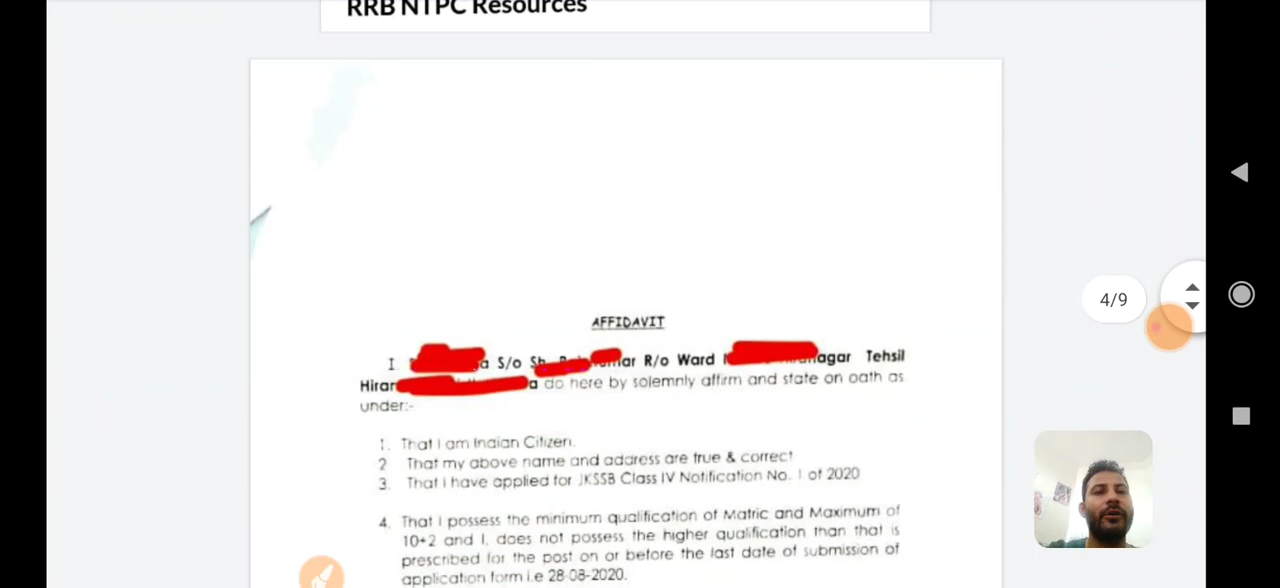 RRB NTPC Resources
AFFIDAVIT
I. S/o Sh. R/o Ward Tehsil
do here by solemnly affirm and state on oath as
under:-
1. That I am Indian Citizen.
2 That my above name and address are true & correct
3. That I have applied for JKSSB Class IV Notification No. 1 of 2020
4. That I possess the minimum qualification of Matric and Maximum of
10+2 and I, does not possess the higher qualification than that is
prescribed for the post on or before the last date of submission of
application form i.e 28-08-2020.
4/9